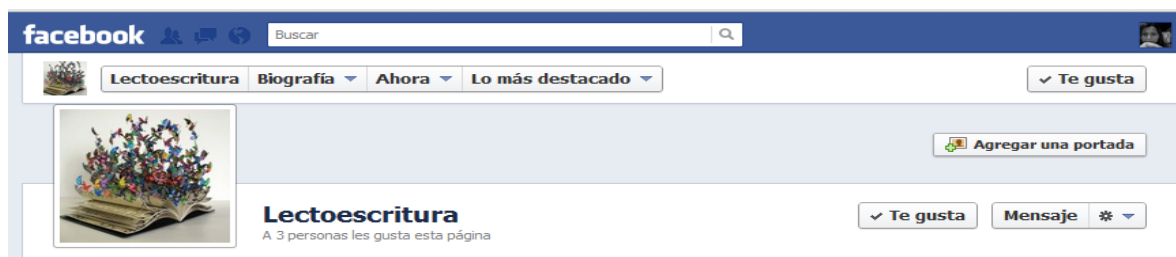 facebook Buscar
Lectoescritura Biografía Ahora Lo más destacado Te gusta
Agregar una portada
Lectoescritura Te gusta Mensaje
A 3 personas les gusta esta página